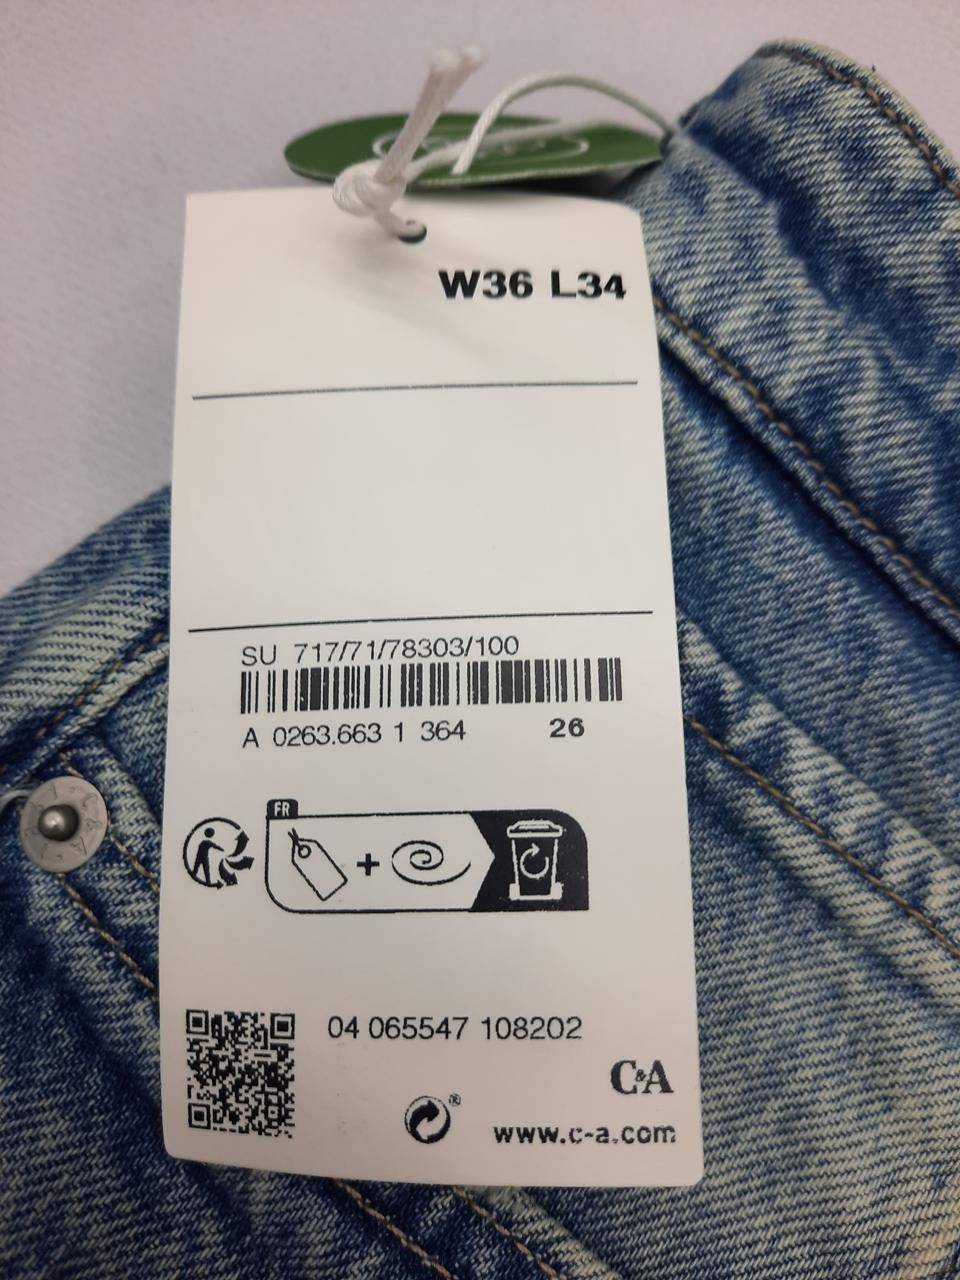 W36 L34
SU 717/71/78303/100
A 0263.663 1 364 26
FR
04 065547 108202
C&A
®
www.c-a.com